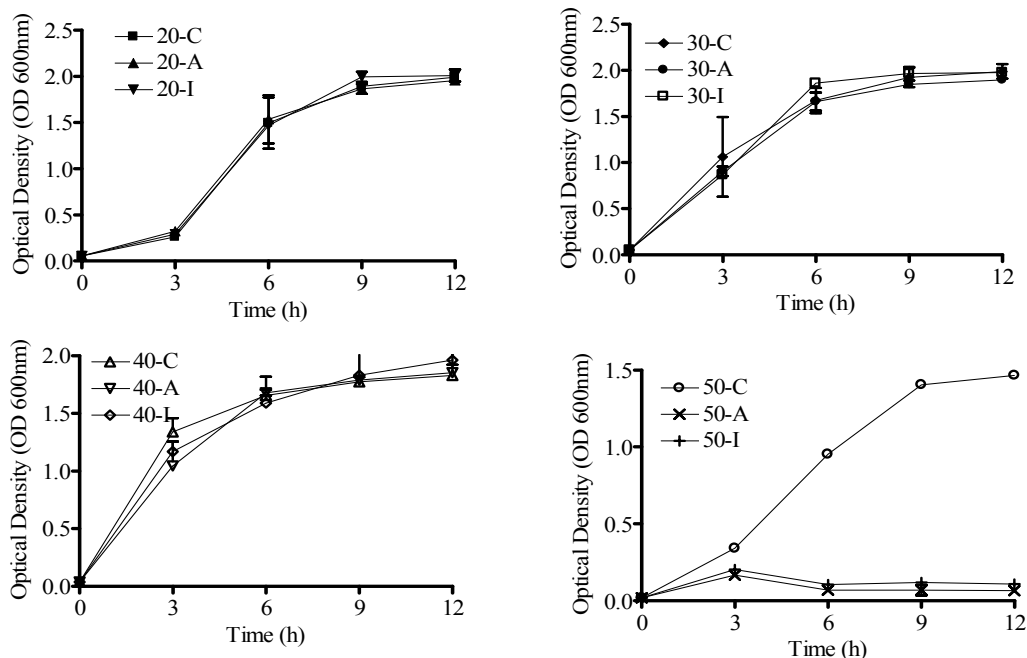 Optical Density (OD 600nm)
2.5
2.0
1.5
1.0
0.5
0.0
20-C
20-A
20-I
0 3 6 9 12
Time (h)
Optical Density (OD 600nm)
2.5
2.0
1.5
1.0
0.5
0.0
30-C
30-A
30-I
0 3 6 9 12
Time (h)
Optical Density (OD 600nm)
2.0
1.5
1.0
0.5
0.0
40-C
40-A
40-I
0 3 6 9 12
Time (h)
Optical Density (OD 600nm)
1.5
1.0
0.5
0.0
50-C
50-A
50-I
0 3 6 9 12
Time (h)